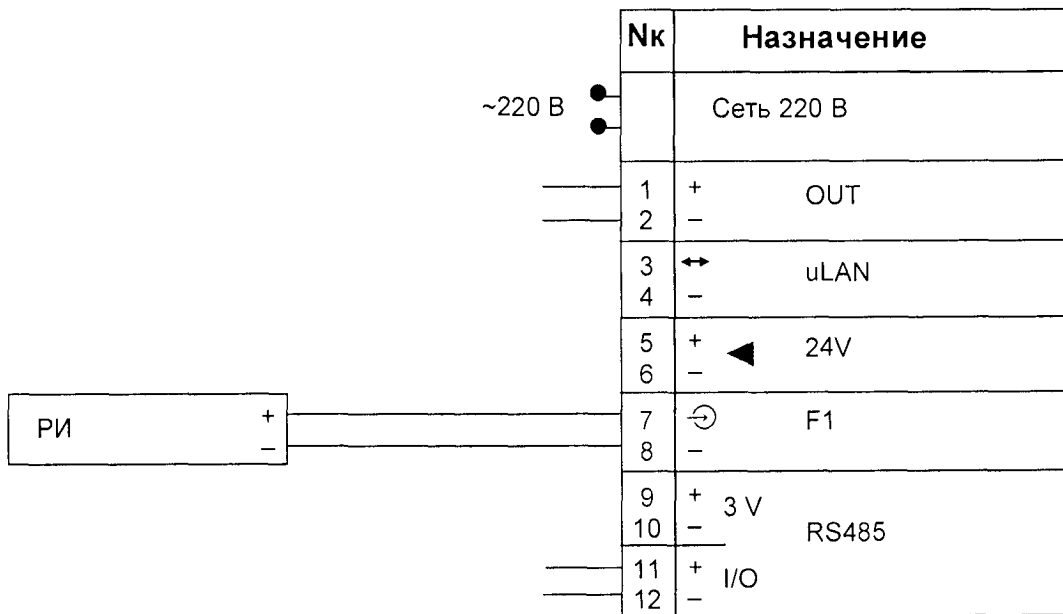 Nк Назначение
~220 В Сеть 220 В
1 + OUT
2 –
3 ↔ uLAN
4 –
5 + 24V
6 –
РИ + 7 F1
– 8 –
9 + 3 V
10 – RS485
11 + I/O
12 –